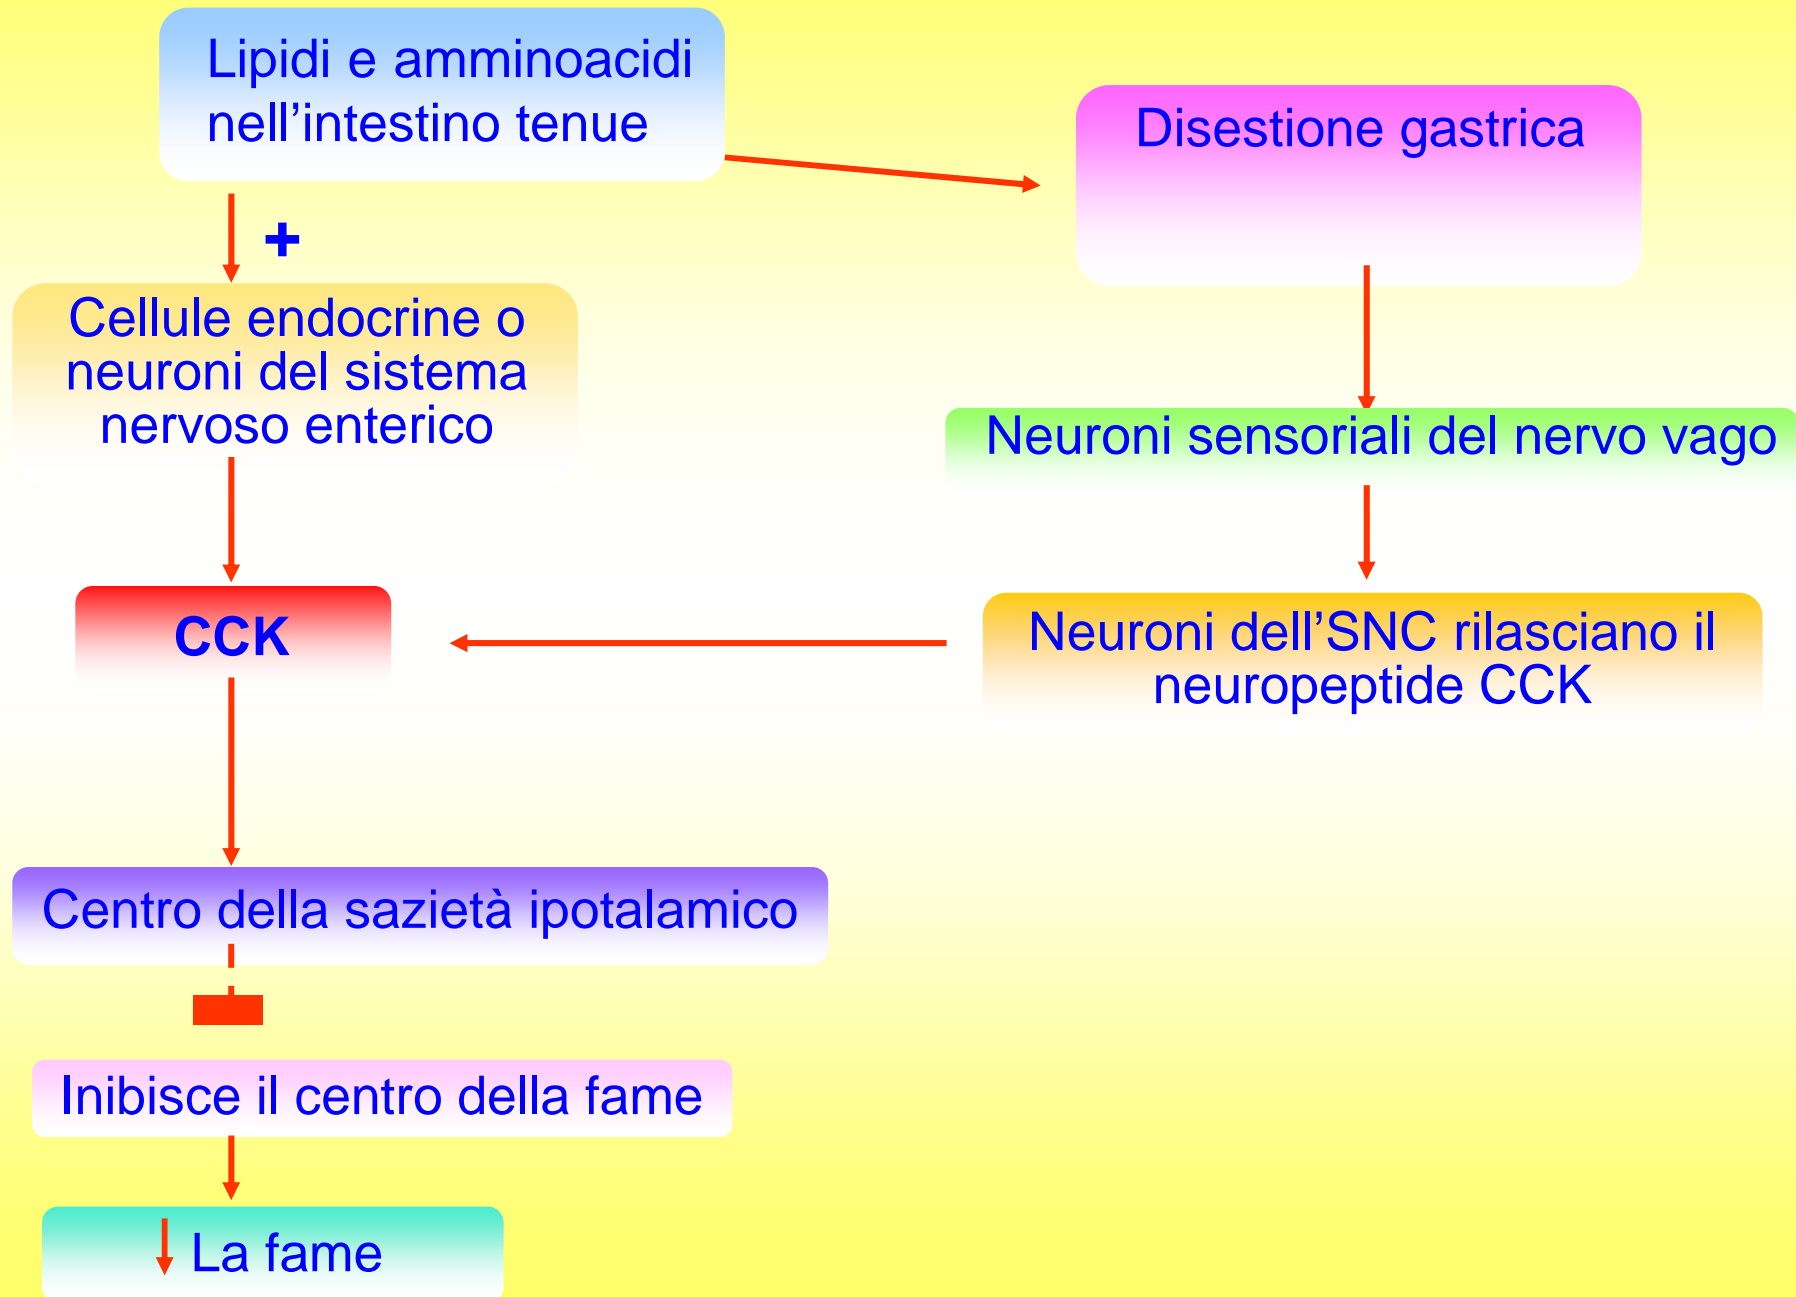 Lipidi e amminoacidi
nell’intestino tenue
Disestione gastrica
+
Cellule endocrine o
neuroni del sistema
nervoso enterico
Neuroni sensoriali del nervo vago
CCK
Neuroni dell’SNC rilasciano il
neuropeptide CCK
Centro della sazietà ipotalamico
Inibisce il centro della fame
La fame